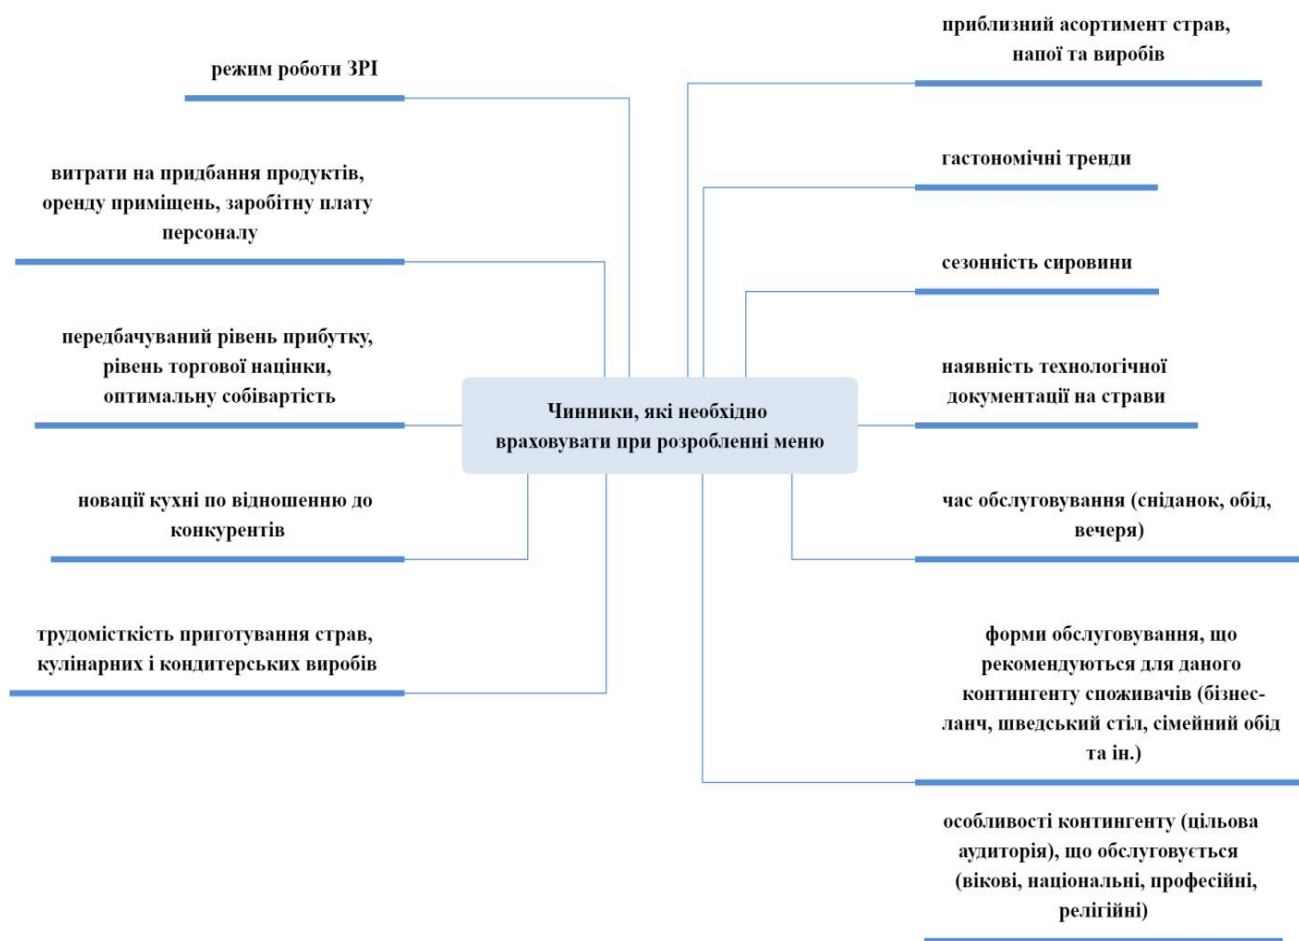 режим роботи ЗРІ
витрати на придбання продуктів,
оренду приміщень, заробітну плату
персоналу
передбачуваний рівень прибутку,
рівень торгової націнки,
оптимальну собівартість
новації кухні по відношенню до
конкурентів
трудомісткість приготування страв,
кулінарних і кондитерських виробів
Чинники, які необхідно
враховувати при розробленні меню
приблизний асортимент страв,
напої та виробів
гастономічні тренди
сезонність сировини
наявність технологічної
документації на страви
час обслуговування (сніданок, обід,
вечеря)
форми обслуговування, що
рекомендуються для даного
контингенту споживачів (бізнес-
ланч, шведський стіл, сімейний обід
та ін.)
особливості контингенту (цільова
аудиторія), що обслуговується
(вікові, національні, професійні,
релігійні)